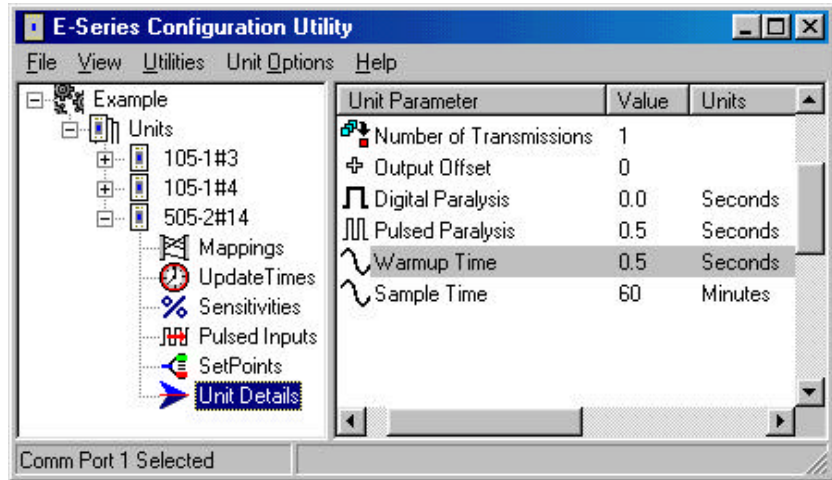 E-Series Configuration Utility
File View Utilities Unit Options Help
Example
Units
105-1#3
105-1#4
505-2#14
Mappings
UpdateTimes
Sensitivities
Pulsed Inputs
SetPoints
Unit Details
Unit Parameter Value Units
Number of Transmissions 1
Output Offset 0
Digital Paralysis 0.0 Seconds
Pulsed Paralysis 0.5 Seconds
Warmup Time 0.5 Seconds
Sample Time 60 Minutes
Comm Port 1 Selected